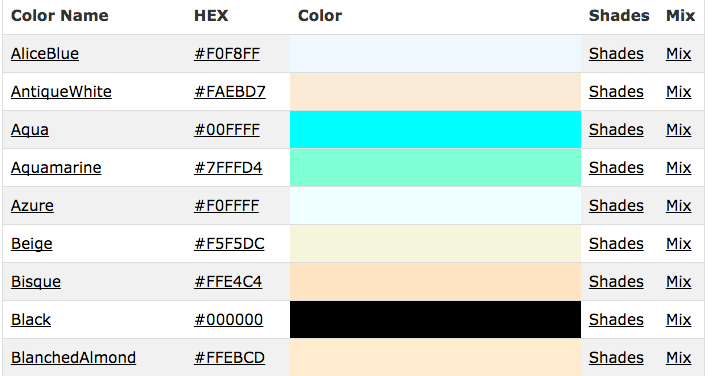 Color Name HEX Color Shades Mix
AliceBlue #F0F8FF Shades Mix
AntiqueWhite #FAEBD7 Shades Mix
Aqua #00FFFF Shades Mix
Aquamarine #7FFFD4 Shades Mix
Azure #F0FFFF Shades Mix
Beige #F5F5DC Shades Mix
Bisque #FFE4C4 Shades Mix
Black #000000 Shades Mix
BlanchedAlmond #FFEBCD Shades Mix